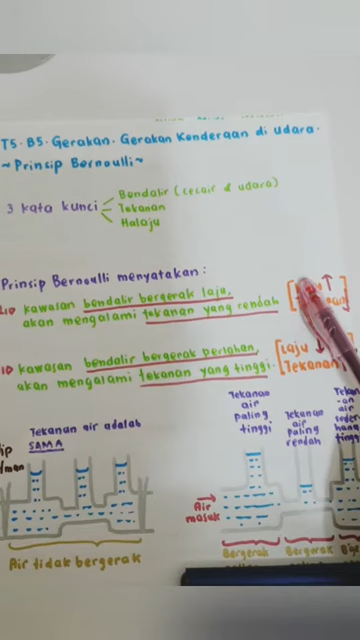 T5. B5. Gerakan. Gerakan Kenderaan di udara.
~Prinsip Bernoulli~
3 kata kunci
Bendalir (cecair & udara)
Tekanan
Halaju
Prinsip Bernoulli menyatakan:
kawasan bendalir bergerak laju,
akan mengalami tekanan yang rendah
kawasan bendalir bergerak perlahan,
akan mengalami tekanan yang tinggi.
[Laju ↓
Tekanan
Tekanan air adalah
SAMA
Air tidak bergerak
Tekanan
air
paling
tinggi
Tekanan
air
paling
rendah
Air
masuk
Bergerak
Bergerak